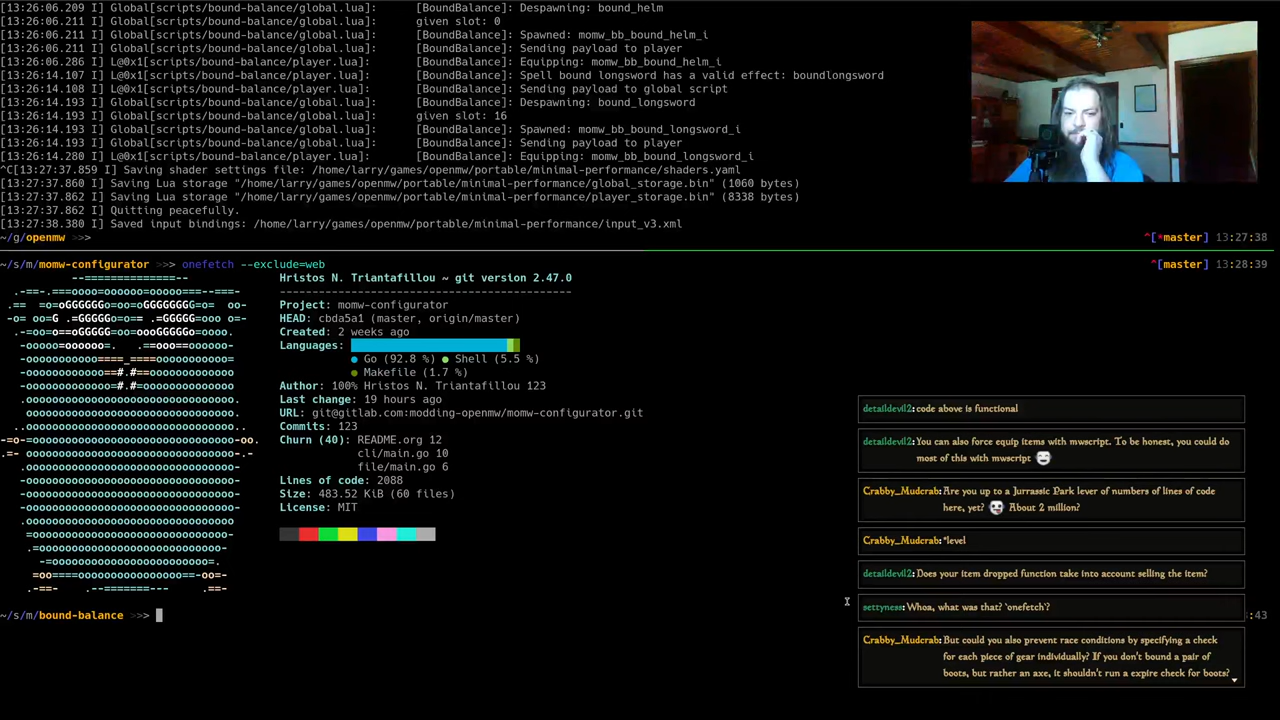 [13:26:06.209 I] Global[scripts/bound-balance/global.lua]: [BoundBalance]: Despawning: bound_helm
[13:26:06.211 I] Global[scripts/bound-balance/global.lua]: given slot: 0
[13:26:06.211 I] Global[scripts/bound-balance/global.lua]: [BoundBalance]: Spawned: momw_bb_bound_helm_i
[13:26:06.211 I] Global[scripts/bound-balance/global.lua]: [BoundBalance]: Sending payload to player
[13:26:06.286 I] L@0x1[scripts/bound-balance/player.lua]: [BoundBalance]: Equipping: momw_bb_bound_helm_i
[13:26:14.107 I] L@0x1[scripts/bound-balance/player.lua]: [BoundBalance]: Spell bound longsword has a valid effect: boundlongsword
[13:26:14.108 I] L@0x1[scripts/bound-balance/player.lua]: [BoundBalance]: Sending payload to global script
[13:26:14.193 I] Global[scripts/bound-balance/global.lua]: [BoundBalance]: Despawning: bound_longsword
[13:26:14.193 I] Global[scripts/bound-balance/global.lua]: given slot: 16
[13:26:14.193 I] Global[scripts/bound-balance/global.lua]: [BoundBalance]: Spawned: momw_bb_bound_longsword_i
[13:26:14.193 I] Global[scripts/bound-balance/global.lua]: [BoundBalance]: Sending payload to player
[13:26:14.280 I] L@0x1[scripts/bound-balance/player.lua]: [BoundBalance]: Equipping: momw_bb_bound_longsword_i
^C[13:27:37.859 I] Saving shader settings file: /home/larry/games/openmw/portable/minimal-performance/shaders.yaml
[13:27:37.860 I] Saving Lua storage "/home/larry/games/openmw/portable/minimal-performance/global_storage.bin" (1060 bytes)
[13:27:37.862 I] Saving Lua storage "/home/larry/games/openmw/portable/minimal-performance/player_storage.bin" (8338 bytes)
[13:27:37.862 I] Quitting peacefully.
[13:27:38.380 I] Saved input bindings: /home/larry/games/openmw/portable/minimal-performance/input_v3.xml
~/g/openmw >>> ^[*master] 13:27:38
~/s/m/momw-configurator >>> onefetch --exclude=web ^[master] 13:28:39
Hristos N. Triantafillou ~ git version 2.47.0
Project: momw-configurator
HEAD: cbda5a1 (master, origin/master)
Created: 2 weeks ago
Languages:
Go (92.8 %) Shell (5.5 %)
Makefile (1.7 %)
Author: 100% Hristos N. Triantafillou 123
Last change: 19 hours ago
URL: git@gitlab.com:modding-openmw/momw-configurator.git
Commits: 123
Churn (40): README.org 12
cli/main.go 10
file/main.go 6
Lines of code: 2088
Size: 483.52 KiB (60 files)
License: MIT
~/s/m/bound-balance >>> :43
detaildevil2: code above is functional
detaildevil2: You can also force equip items with mwscript. To be honest, you could do
most of this with mwscript
Crabby_Mudcrab: Are you up to a Jurrassic Park lever of numbers of lines of code
here, yet? About 2 million?
Crabby_Mudcrab: *level
detaildevil2: Does your item dropped function take into account selling the item?
settyness: Whoa, what was that? `onefetch`?
Crabby_Mudcrab: But could you also prevent race conditions by specifying a check
for each piece of gear individually? If you don't bound a pair of
boots, but rather an axe, it shouldn't run a expire check for boots?